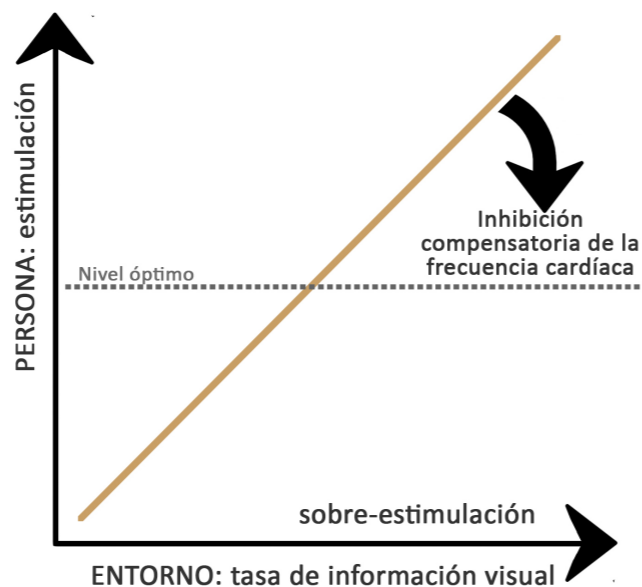 PERSONA: estimulación
Nivel óptimo
Inhibición
compensatoria de la
frecuencia cardíaca
sobre-estimulación
ENTORNO: tasa de información visual